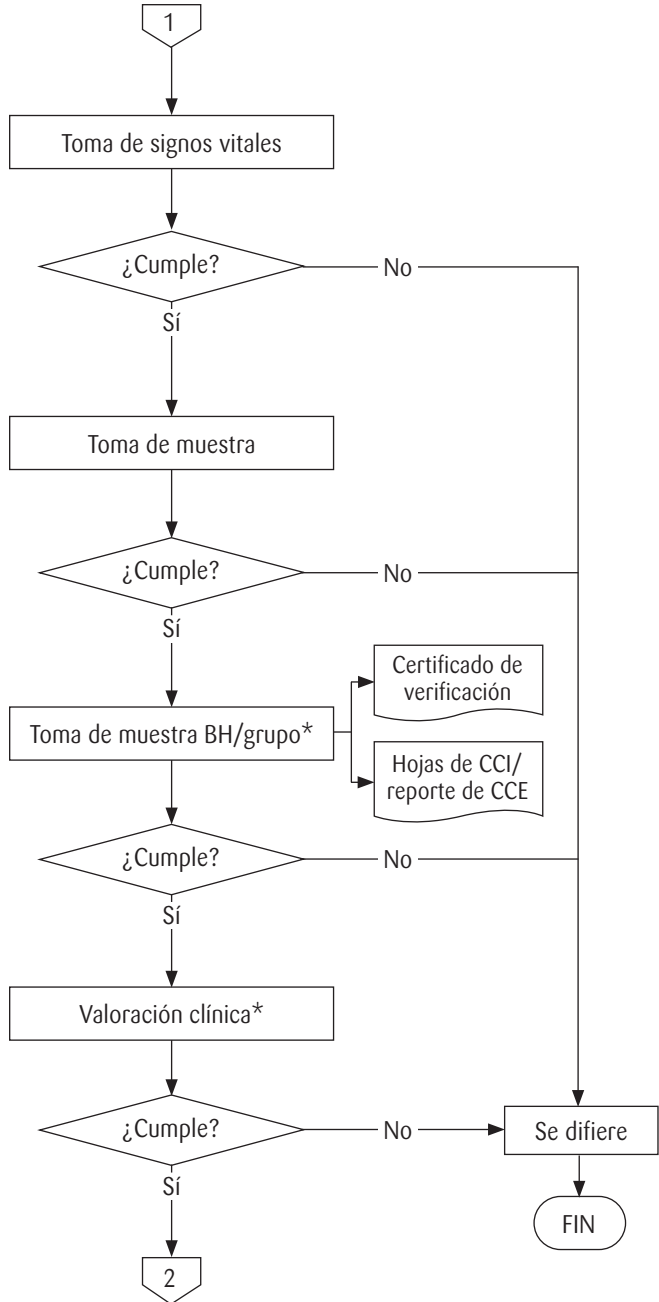 1
Toma de signos vitales
¿Cumple?
No
Sí
Toma de muestra
¿Cumple?
No
Sí
Toma de muestra BH/grupo*
Certificado de
verificación
Hojas de CCI/
reporte de CCE
¿Cumple?
No
Sí
Valoración clínica*
¿Cumple?
No
Se difiere
Sí
FIN
2